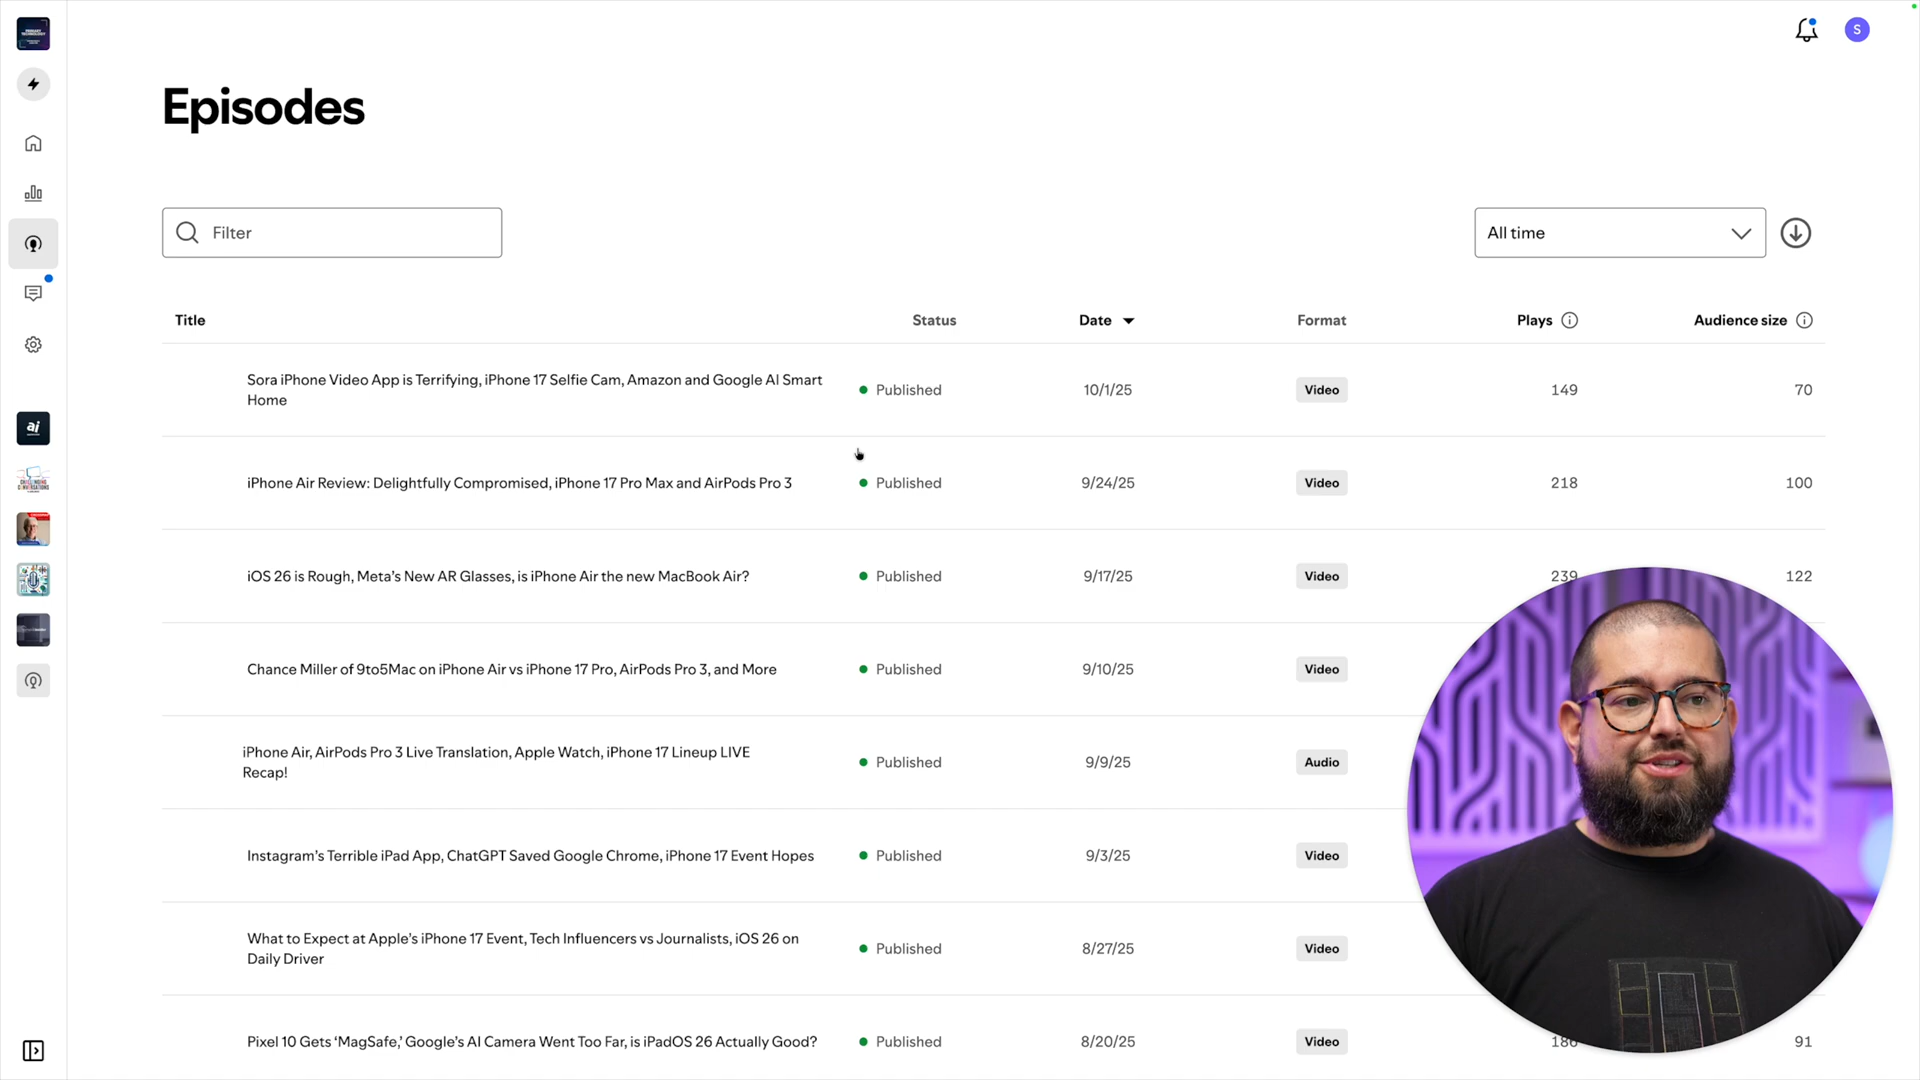 S
Episodes
Filter
All time
Title Status Date Format Plays Audience size
Sora iPhone Video App is Terrifying, iPhone 17 Selfie Cam, Amazon and Google AI Smart
Home
Published 10/1/25 Video 149 70
iPhone Air Review: Delightfully Compromised, iPhone 17 Pro Max and AirPods Pro 3 Published 9/24/25 Video 218 100
iOS 26 is Rough, Meta's New AR Glasses, is iPhone Air the new MacBook Air? Published 9/17/25 Video 239 122
ai
Chance Miller of 9to5Mac on iPhone Air vs iPhone 17 Pro, AirPods Pro 3, and More Published 9/10/25 Video
iPhone Air, AirPods Pro 3 Live Translation, Apple Watch, iPhone 17 Lineup LIVE
Recap!
Published 9/9/25 Audio
Instagram's Terrible iPad App, ChatGPT Saved Google Chrome, iPhone 17 Event Hopes Published 9/3/25 Video
What to Expect at Apple's iPhone 17 Event, Tech Influencers vs Journalists, iOS 26 on
Daily Driver
Published 8/27/25 Video
Pixel 10 Gets 'MagSafe,' Google's AI Camera Went Too Far, is iPadOS 26 Actually Good? Published 8/20/25 Video 186 91